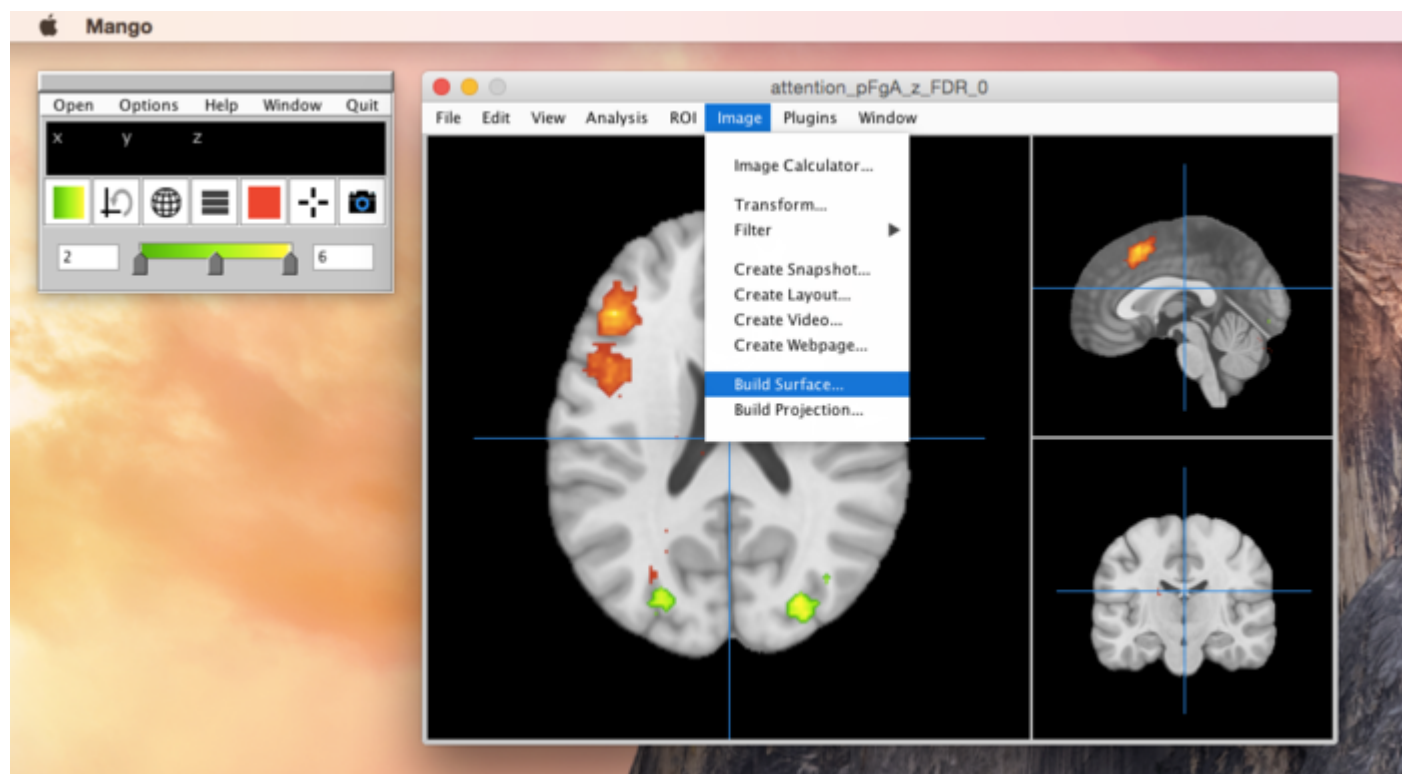 Mango
Open Options Help Window Quit
x y z
2 6
attention_pFgA_z_FDR_0
File Edit View Analysis ROI Image Plugins Window
Image Calculator...
Transform...
Filter
Create Snapshot...
Create Layout...
Create Video...
Create Webpage...
Build Surface...
Build Projection...